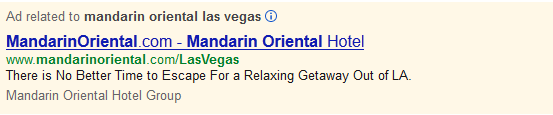 Ad related to mandarin oriental las vegas ⓘ
MandarinOriental.com - Mandarin Oriental Hotel
www.mandarinoriental.com/LasVegas
There is No Better Time to Escape For a Relaxing Getaway Out of LA.
Mandarin Oriental Hotel Group